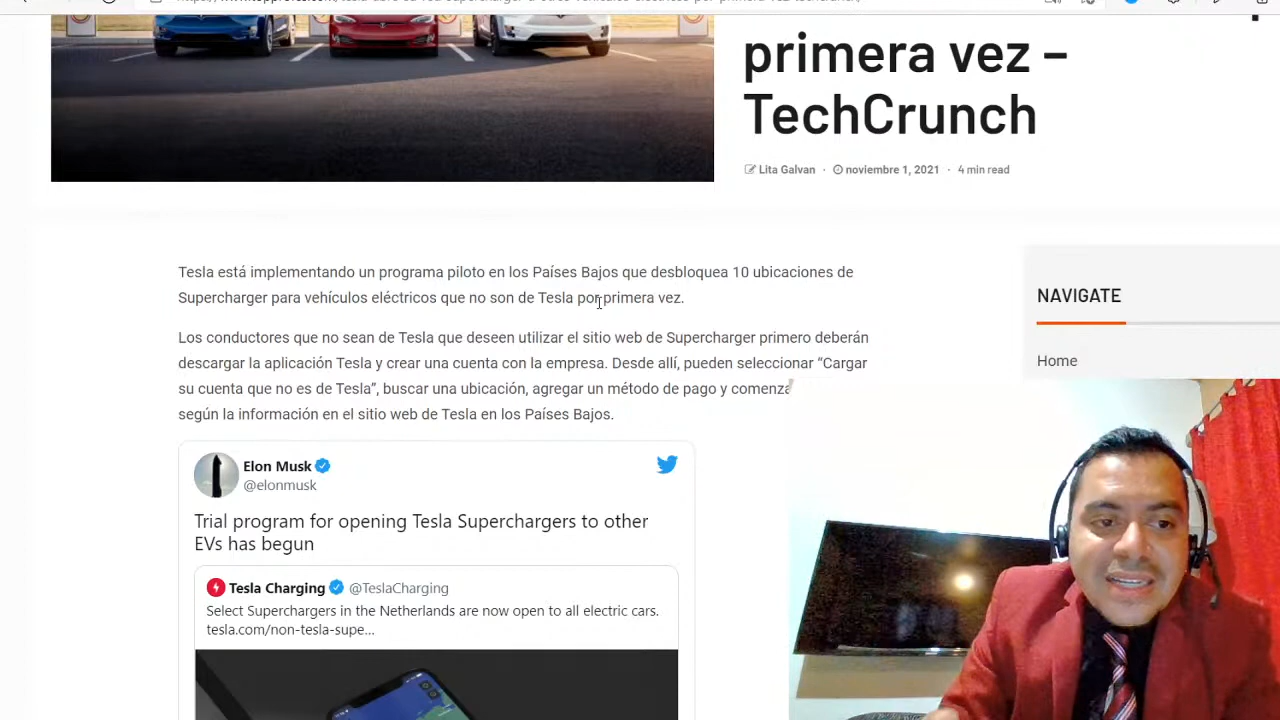 primera vez –
TechCrunch
Lita Galvan · noviembre 1, 2021 · 4 min read
Tesla está implementando un programa piloto en los Países Bajos que desbloquea 10 ubicaciones de
Supercharger para vehículos eléctricos que no son de Tesla por primera vez.
Los conductores que no sean de Tesla que deseen utilizar el sitio web de Supercharger primero deberán
descargar la aplicación Tesla y crear una cuenta con la empresa. Desde allí, pueden seleccionar “Cargar
su cuenta que no es de Tesla”, buscar una ubicación, agregar un método de pago y comenza
según la información en el sitio web de Tesla en los Países Bajos.
NAVIGATE
Home
Elon Musk
@elonmusk
Trial program for opening Tesla Superchargers to other
EVs has begun
Tesla Charging @TeslaCharging
Select Superchargers in the Netherlands are now open to all electric cars.
tesla.com/non-tesla-supe...